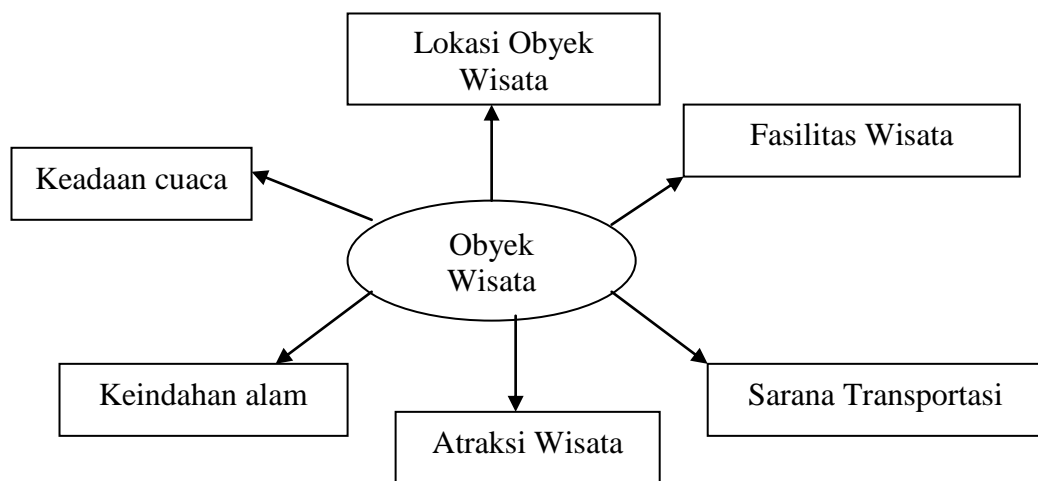 Lokasi Obyek
Wisata
Fasilitas Wisata
Keadaan cuaca
Obyek
Wisata
Keindahan alam
Sarana Transportasi
Atraksi Wisata